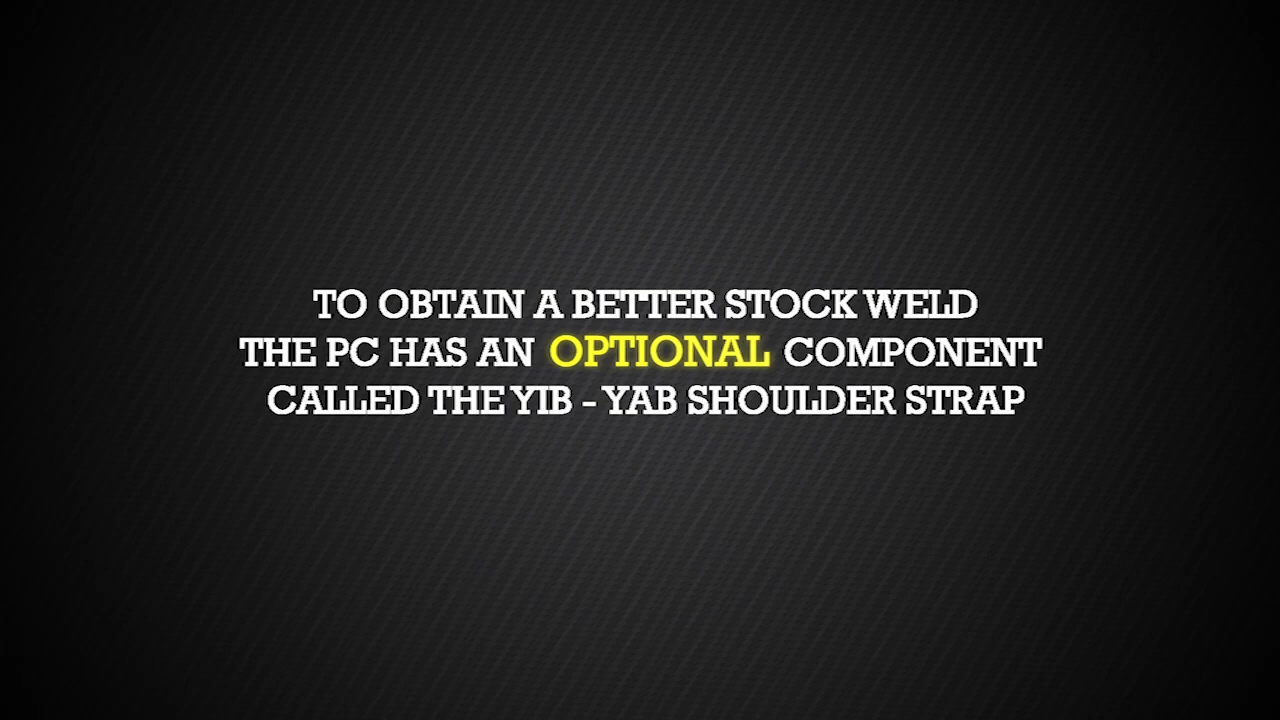 TO OBTAIN A BETTER STOCK WELD
THE PC HAS AN OPTIONAL COMPONENT
CALLED THE YIB - YAB SHOULDER STRAP